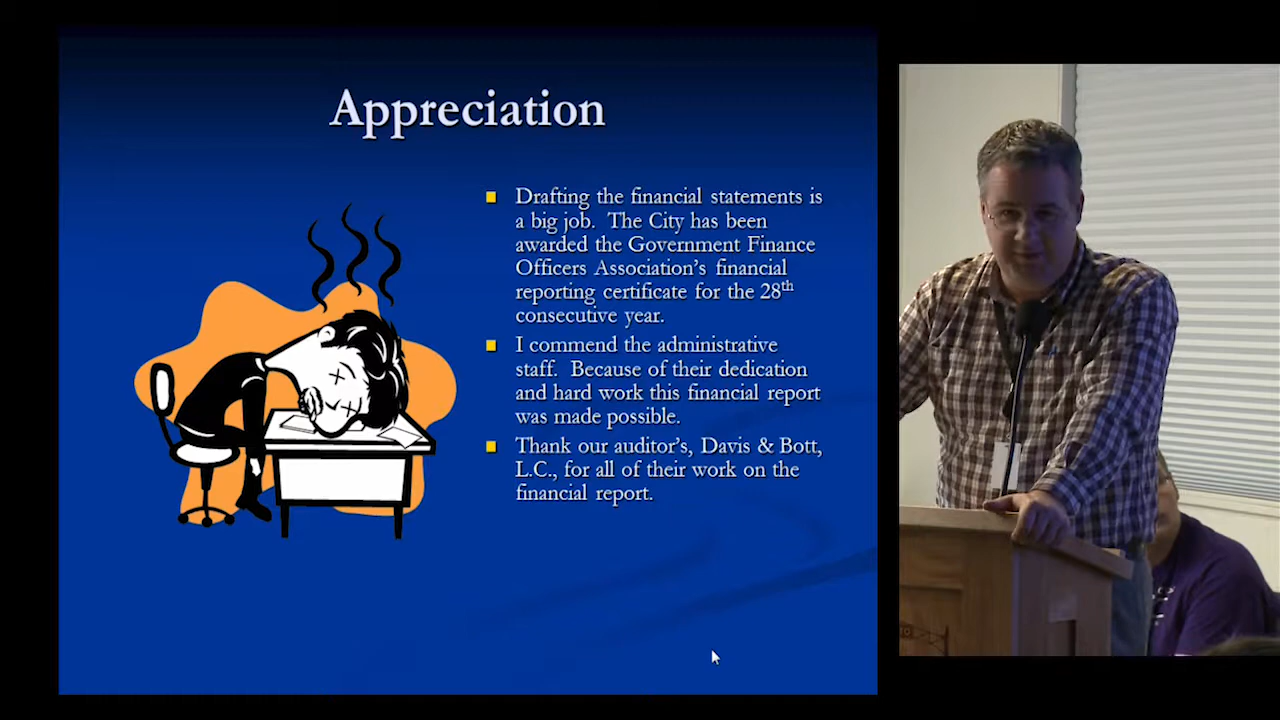 Appreciation
Drafting the financial statements is
a big job. The City has been
awarded the Government Finance
Officers Association's financial
reporting certificate for the 28th
consecutive year.
I commend the administrative
staff. Because of their dedication
and hard work this financial report
was made possible.
Thank our auditor's, Davis & Bott,
L.C., for all of their work on the
financial report.